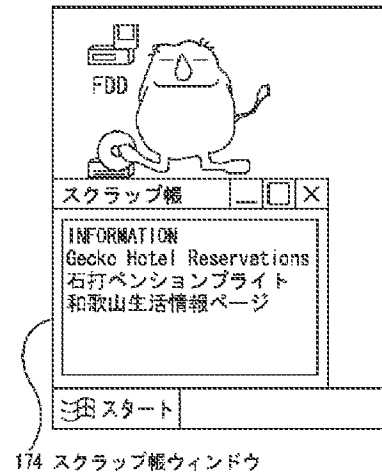 FDD
スクラップ帳
INFORMATION
Gecko Hotel Reservations
石打ペンションブライト
和歌山生活情報ページ
スタート
174 スクラップ帳ウィンドウ